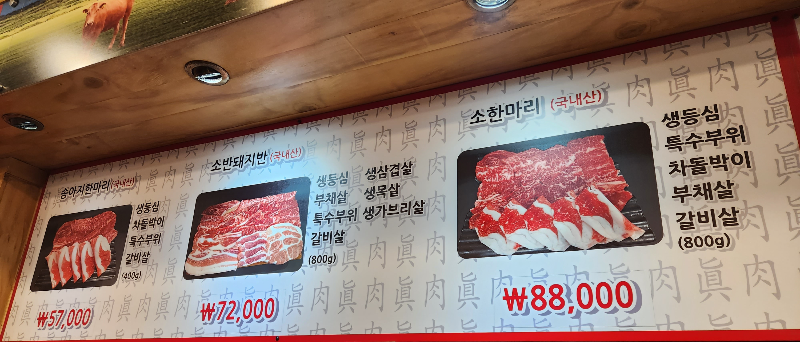 송아지한마리(국내산)
생등심
차돌박이
특수부위
갈비살
(400g)
₩57,000
소반돼지반(국내산)
생등심 생삼겹살
부채살 생목살
특수부위 생가브리살
갈비살
(800g)
₩72,000
소한마리(국내산)
생등심
특수부위
차돌박이
부채살
갈비살
(800g)
₩88,000
眞肉